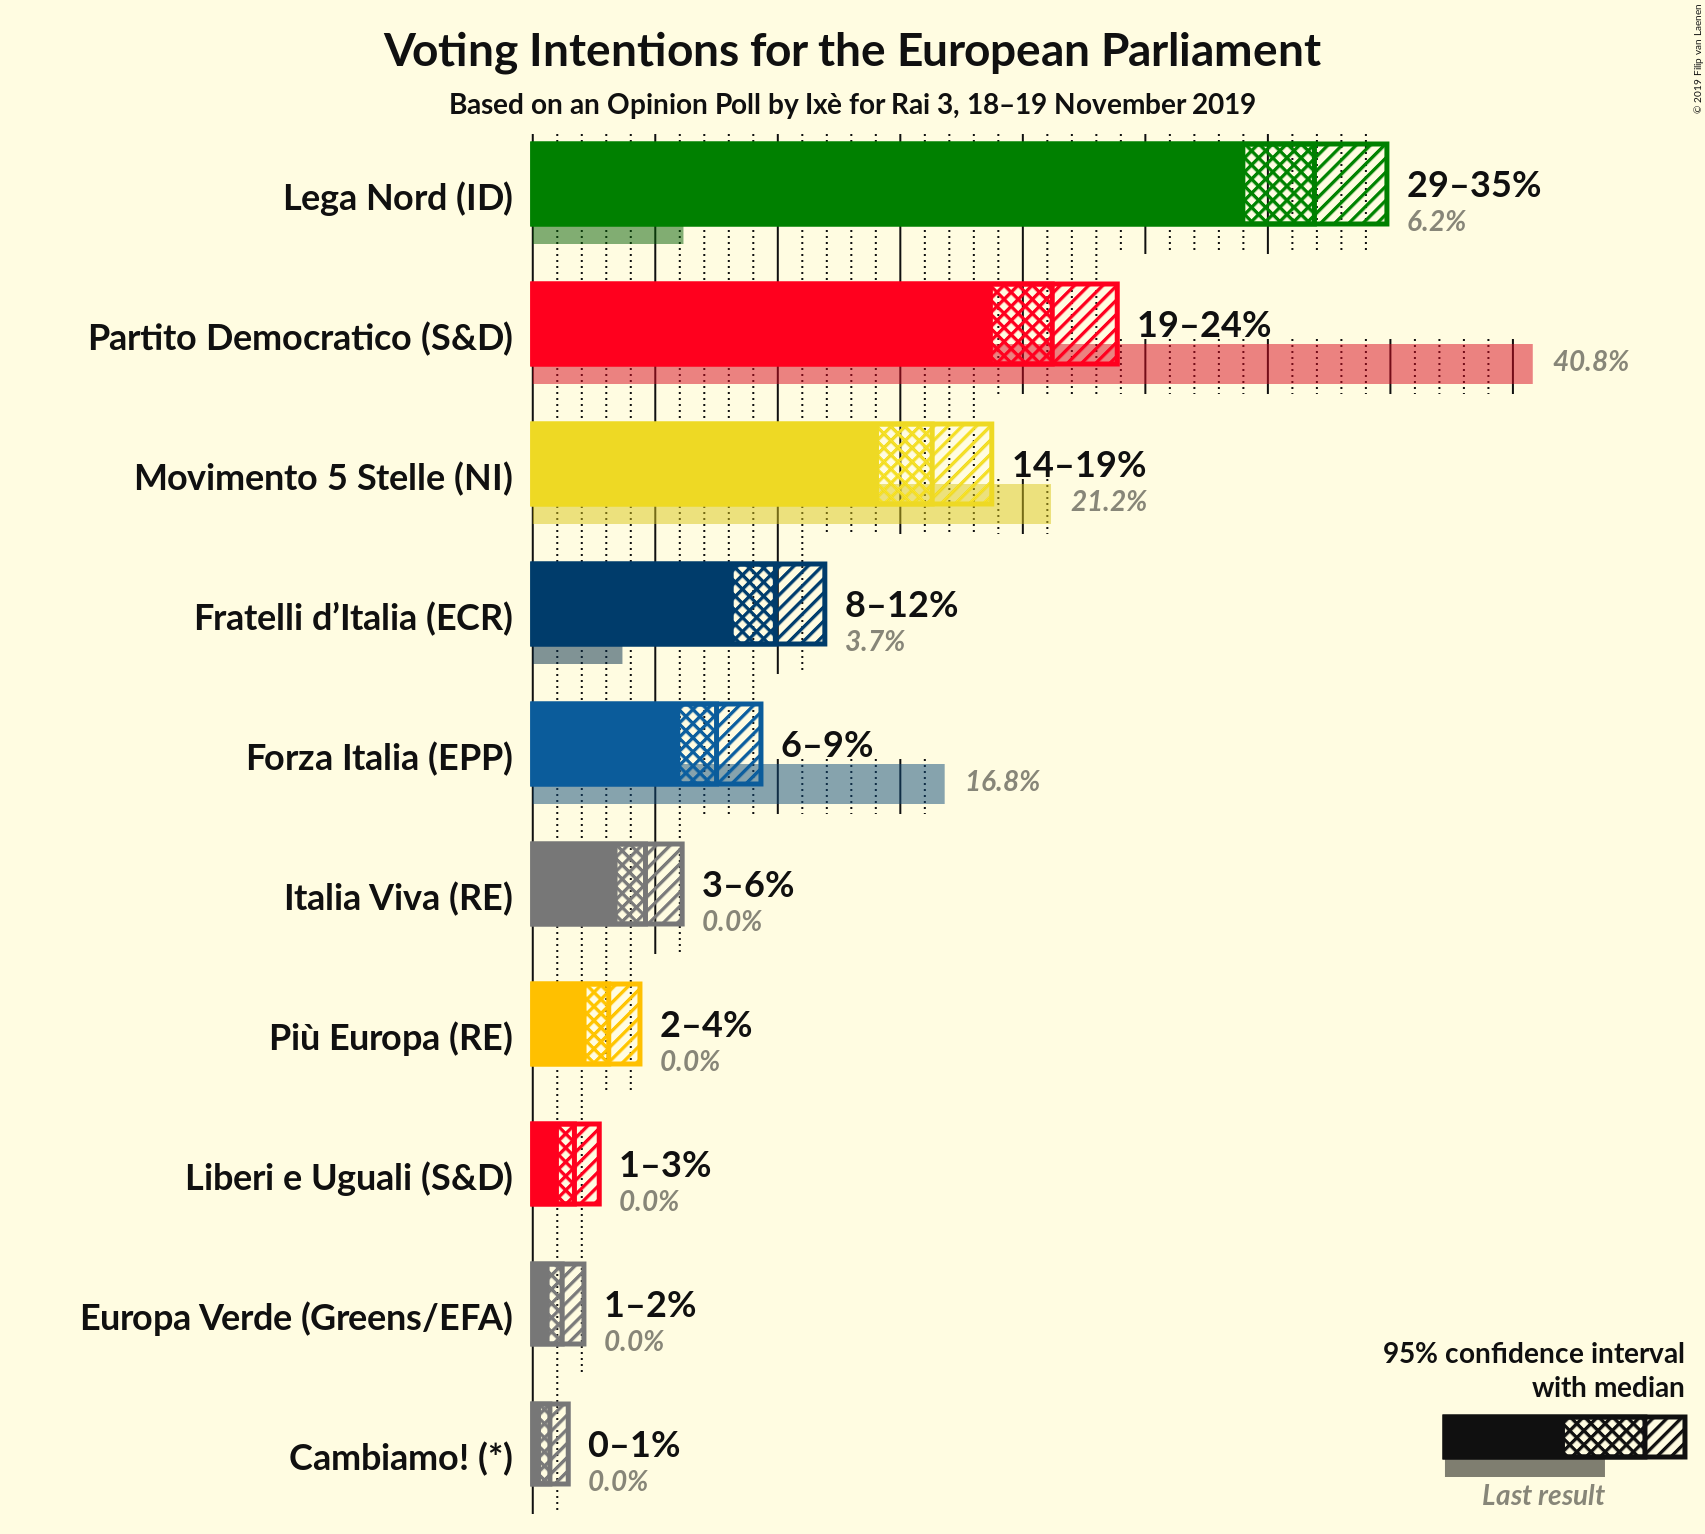 Voting Intentions for the European Parliament
Based on an Opinion Poll by Ixè for Rai 3, 18–19 November 2019
© 2019 Filip van Laenen
Lega Nord (ID)
29–35%
6.2%
Partito Democratico (S&D)
19–24%
40.8%
Movimento 5 Stelle (NI)
14–19%
21.2%
Fratelli d’Italia (ECR)
8–12%
3.7%
Forza Italia (EPP)
6–9%
16.8%
Italia Viva (RE)
3–6%
0.0%
Più Europa (RE)
2–4%
0.0%
Liberi e Uguali (S&D)
1–3%
0.0%
Europa Verde (Greens/EFA)
1–2%
0.0%
Cambiamo! (*)
0–1%
0.0%
95% confidence interval
with median
Last result